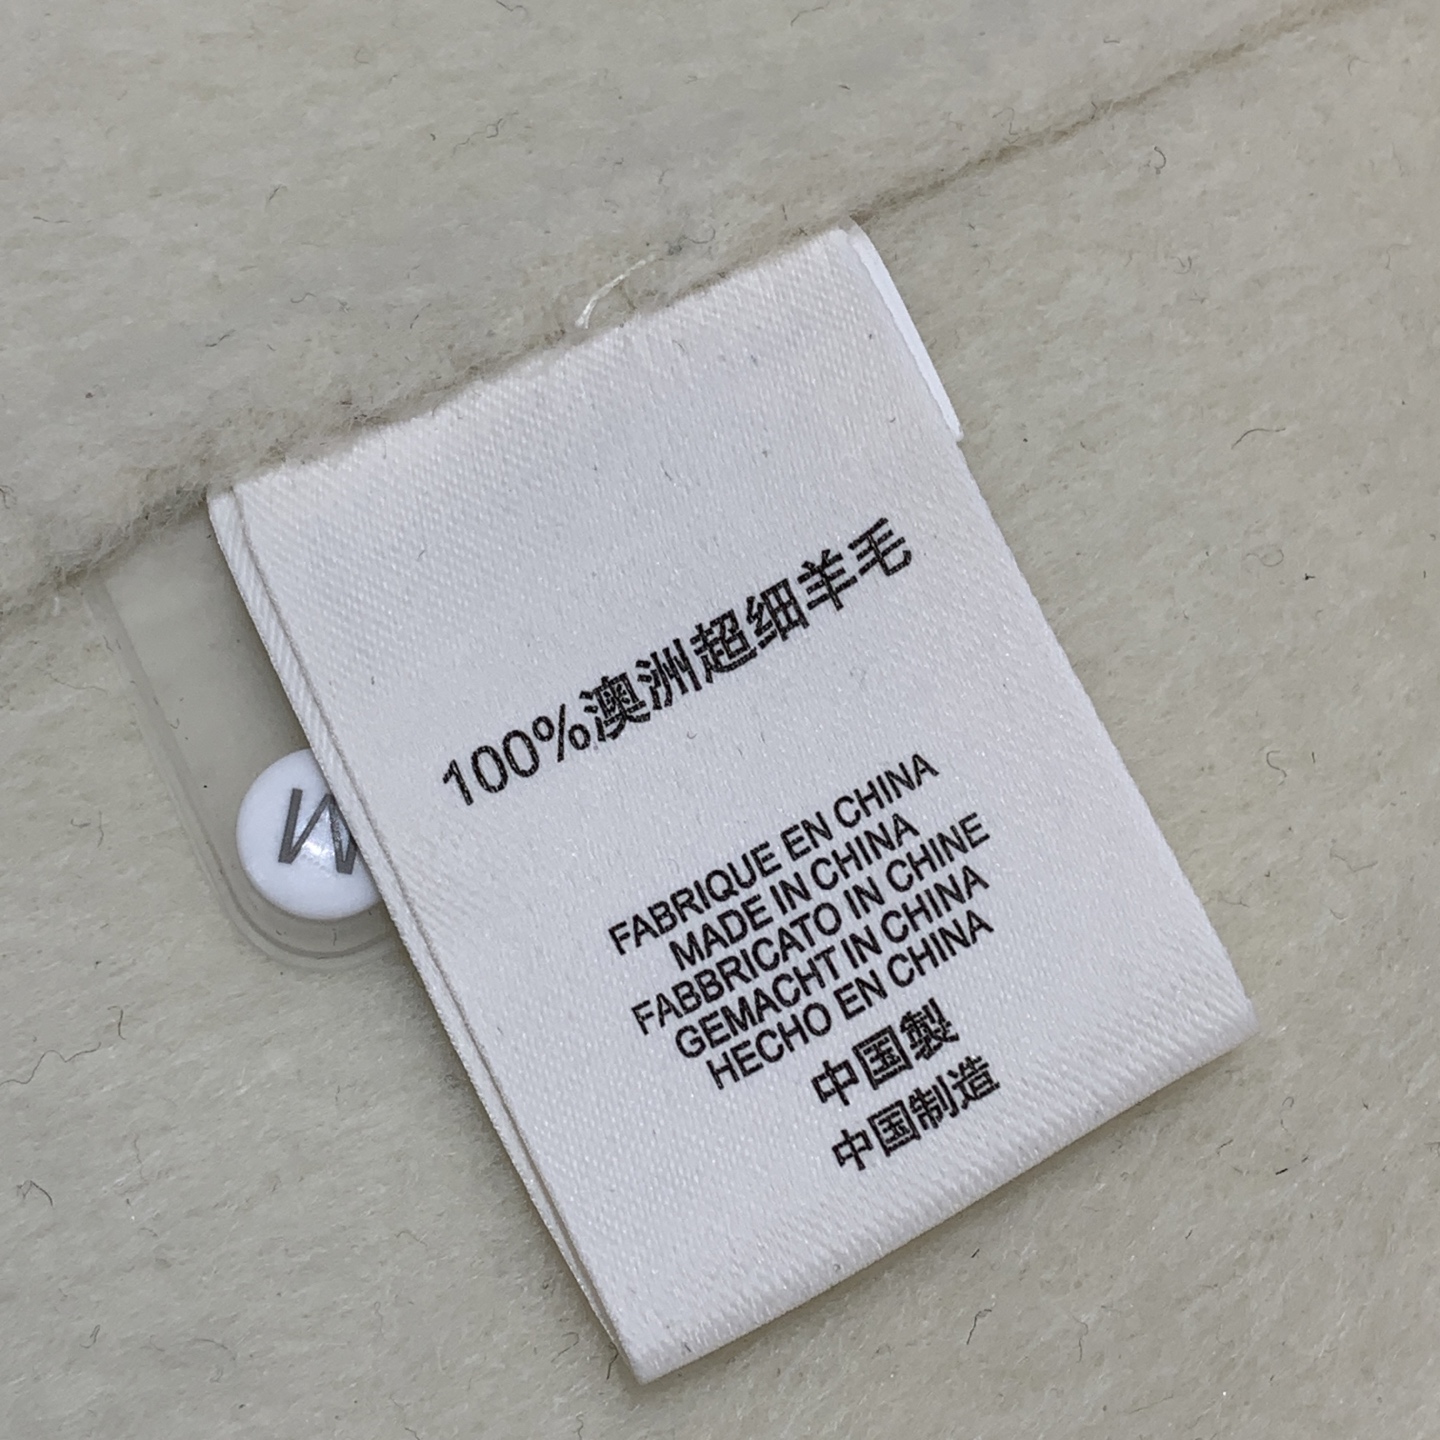 100%澳洲超细羊毛
FABRIQUE EN CHINA
MADE IN CHINA
FABBRICATO IN CHINE
GEMACHT IN CHINA
HECHO EN CHINA
中国製
中国制造
M